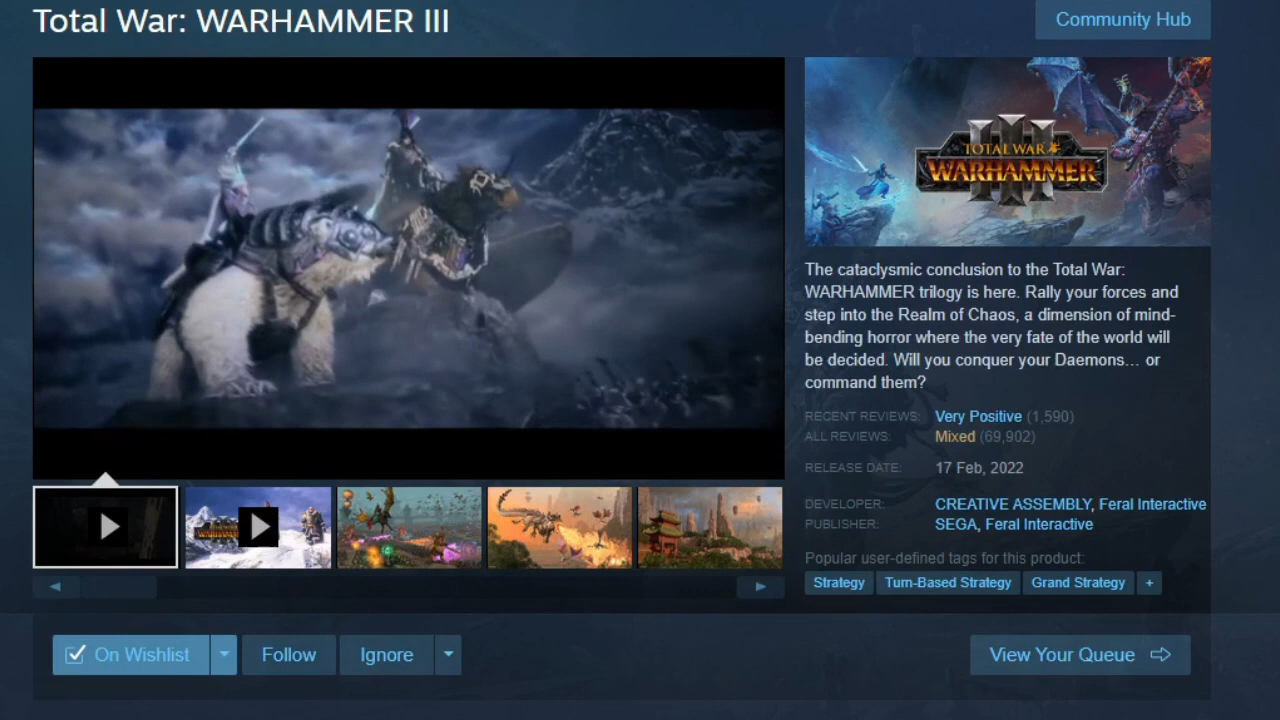 Total War: WARHAMMER III
Community Hub
TOTAL WAR
WARHAMMER
III
The cataclysmic conclusion to the Total War:
WARHAMMER trilogy is here. Rally your forces and
step into the Realm of Chaos, a dimension of mind-
bending horror where the very fate of the world will
be decided. Will you conquer your Daemons... or
command them?
RECENT REVIEWS: Very Positive (1,590)
ALL REVIEWS: Mixed (69,902)
RELEASE DATE: 17 Feb, 2022
DEVELOPER: CREATIVE ASSEMBLY, Feral Interactive
PUBLISHER: SEGA, Feral Interactive
Popular user-defined tags for this product:
Strategy Turn-Based Strategy Grand Strategy +
On Wishlist Follow Ignore View Your Queue